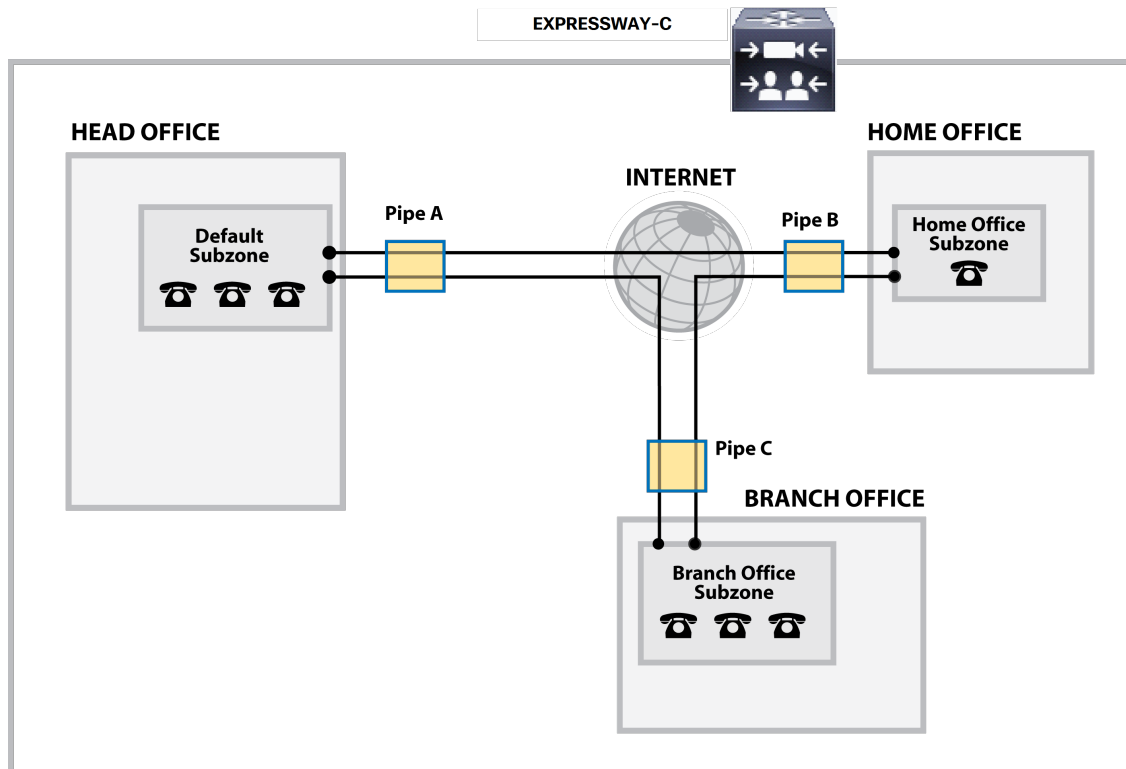 EXPRESSWAY-C
HEAD OFFICE
HOME OFFICE
INTERNET
Pipe A
Pipe B
Default
Subzone
Home Office
Subzone
Pipe C
BRANCH OFFICE
Branch Office
Subzone